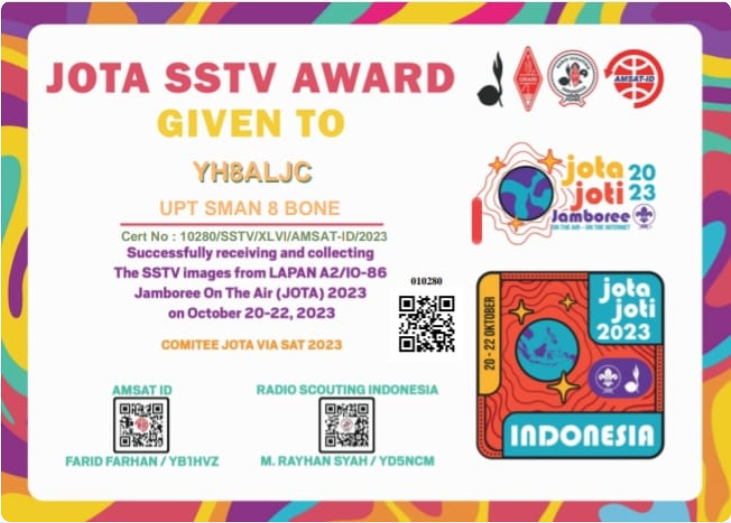 JOTA SSTV AWARD
GIVEN TO
YH8ALJC
UPT SMAN 8 BONE
Cert No : 10280/SSTV/XLVI/AMSAT-ID/2023
Successfully receiving and collecting
The SSTV images from LAPAN A2/IO-86
Jamboree On The Air (JOTA) 2023
on October 20-22, 2023
COMITEE JOTA VIA SAT 2023
010280
AMSAT ID
FARID FARHAN / YB1HVZ
RADIO SCOUTING INDONESIA
M. RAYHAN SYAH / YD5NCM
ORARI
AMSAT-ID
jota
joti
20
23
Jamboree
ON THE AIR - ON THE INTERNET
20 - 22 OKTOBER
jota
joti
2023
INDONESIA